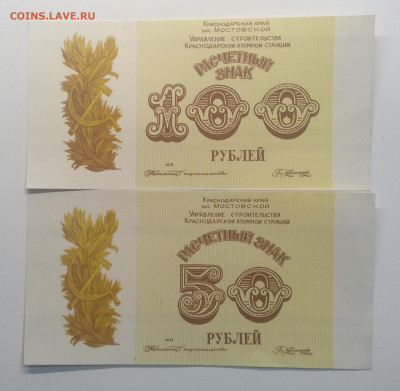 COINS.LAVE.RU
Краснодарский край
пос. Мостовской
Управление строительства
Краснодарской атомной станции
РАСЧЕТНЫЙ ЗНАК
100
РУБЛЕЙ
Краснодарский край
пос. Мостовской
Управление строительства
Краснодарской атомной станции
РАСЧЕТНЫЙ ЗНАК
50
РУБЛЕЙ